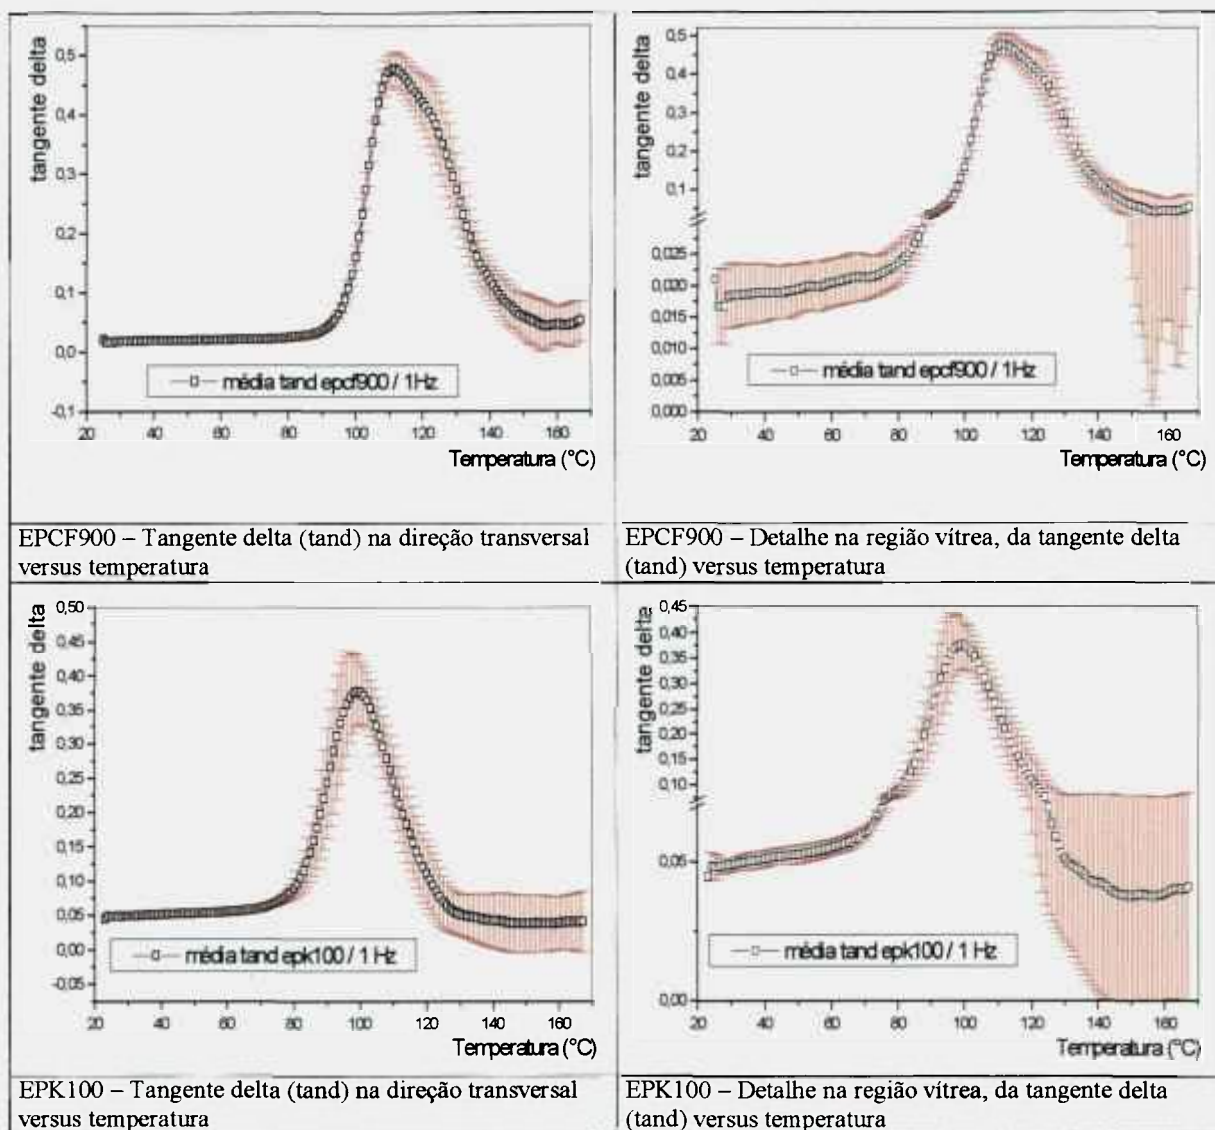 tangente delta
0,5
0,4
0,3
0,2
0,1
0,0
-0,1
20 40 60 80 100 120 140 160
Temperatura (°C)
média tand epcf900 / 1Hz
tangente delta
0,5
0,4
0,3
0,2
0,1
0,025
0,020
0,015
0,010
0,005
0,000
20 40 60 80 100 120 140 160
Temperatura (°C)
média tand epcf900 / 1Hz
EPCF900 – Tangente delta (tand) na direção transversal
versus temperatura
EPCF900 – Detalhe na região vítrea, da tangente delta
(tand) versus temperatura
tangente delta
0,50
0,45
0,40
0,35
0,30
0,25
0,20
0,15
0,10
0,05
0,00
-0,05
20 40 60 80 100 120 140 160
Temperatura (°C)
média tand epk100 / 1 Hz
tangente delta
0,45
0,40
0,35
0,30
0,25
0,20
0,15
0,10
0,05
0,00
20 40 60 80 100 120 140 160
Temperatura (°C)
média tand epk100 / 1 Hz
EPK100 – Tangente delta (tand) na direção transversal
versus temperatura
EPK100 – Detalhe na região vítrea, da tangente delta
(tand) versus temperatura